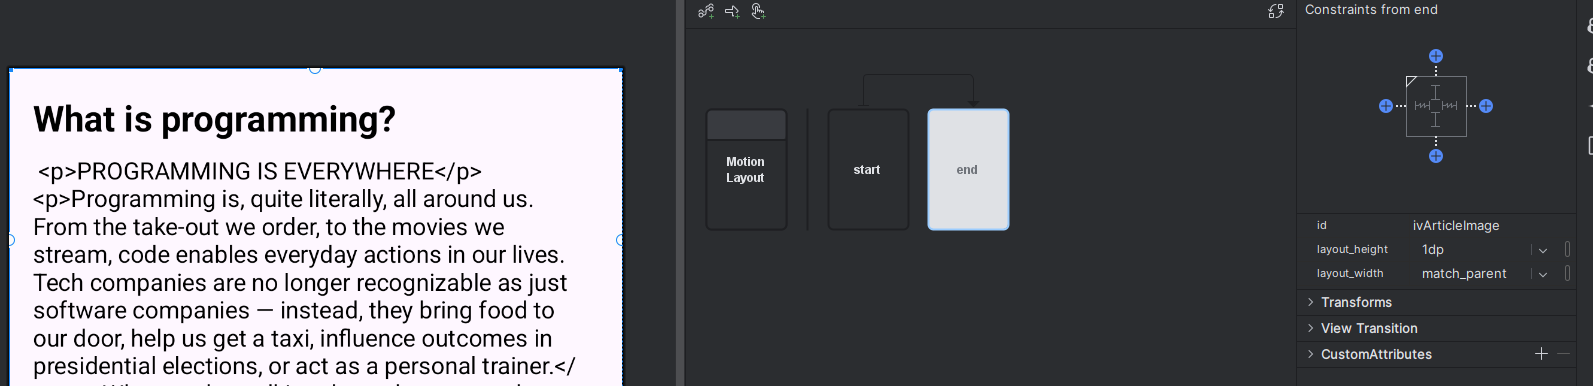 What is programming?
<p>PROGRAMMING IS EVERYWHERE</p>
<p>Programming is, quite literally, all around us.
From the take-out we order, to the movies we
stream, code enables everyday actions in our lives.
Tech companies are no longer recognizable as just
software companies — instead, they bring food to
our door, help us get a taxi, influence outcomes in
presidential elections, or act as a personal trainer.</
Motion
Layout
start
end
Constraints from end
id ivArticleImage
layout_height 1dp
layout_width match_parent
Transforms
View Transition
CustomAttributes